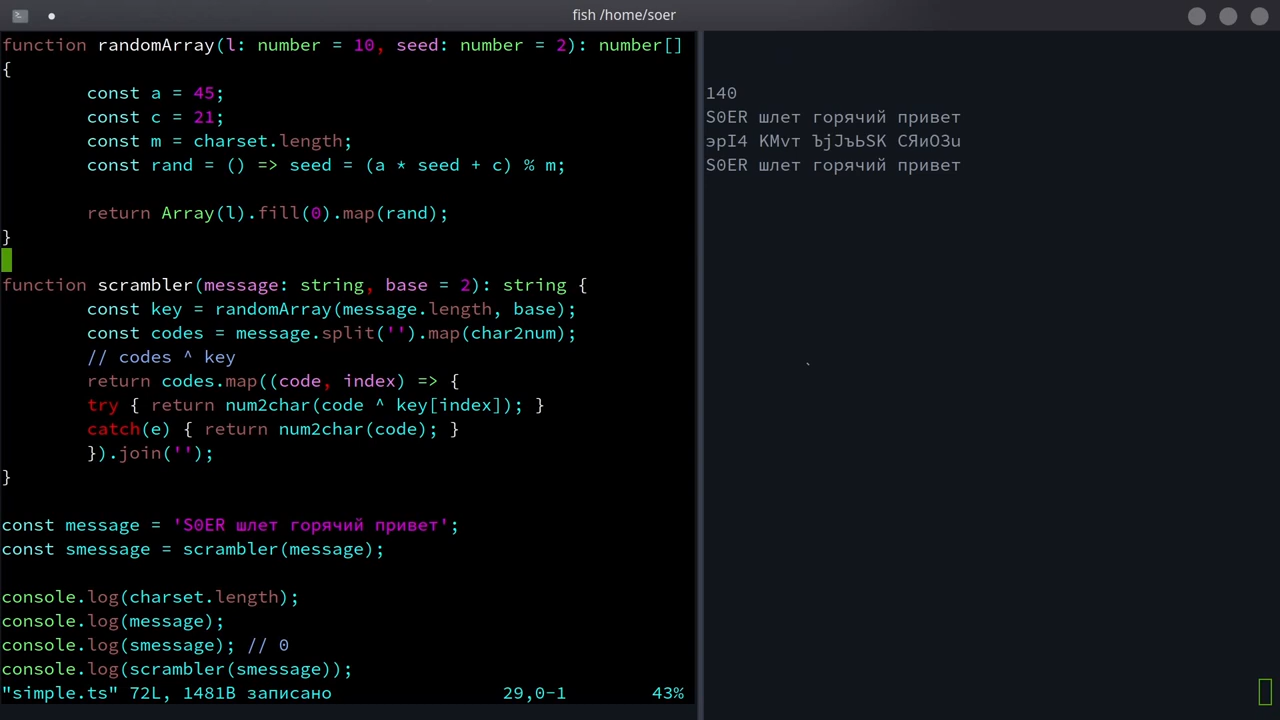 fish /home/soer
function randomArray(l: number = 10, seed: number = 2): number[]
{
        const a = 45;
        const c = 21;
        const m = charset.length;
        const rand = () => seed = (a * seed + c) % m;

        return Array(l).fill(0).map(rand);
}

function scrambler(message: string, base = 2): string {
        const key = randomArray(message.length, base);
        const codes = message.split('').map(char2num);
        // codes ^ key
        return codes.map((code, index) => {
        try { return num2char(code ^ key[index]); }
        catch(e) { return num2char(code); }
        }).join('');
}

const message = 'S0ER шлет горячий привет';
const smessage = scrambler(message);

console.log(charset.length);
console.log(message);
console.log(smessage); // 0
console.log(scrambler(smessage));
"simple.ts" 72L, 1481B записано 29,0-1 43%
140
S0ER шлет горячий привет
эрI4 KMvт ЪjJъЬSK СЯиОЗu
S0ER шлет горячий привет